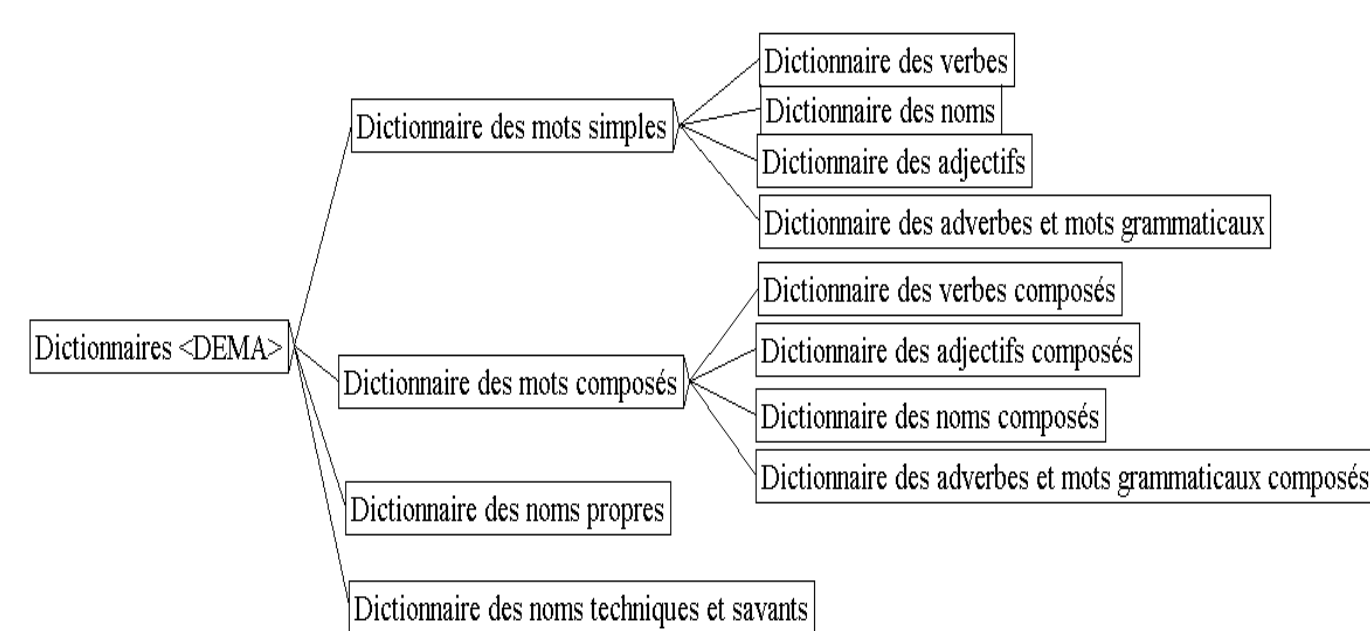 Dictionnaires <DEMA>
Dictionnaire des mots simples
Dictionnaire des verbes
Dictionnaire des noms
Dictionnaire des adjectifs
Dictionnaire des adverbes et mots grammaticaux
Dictionnaire des mots composés
Dictionnaire des verbes composés
Dictionnaire des adjectifs composés
Dictionnaire des noms composés
Dictionnaire des adverbes et mots grammaticaux composés
Dictionnaire des noms propres
Dictionnaire des noms techniques et savants